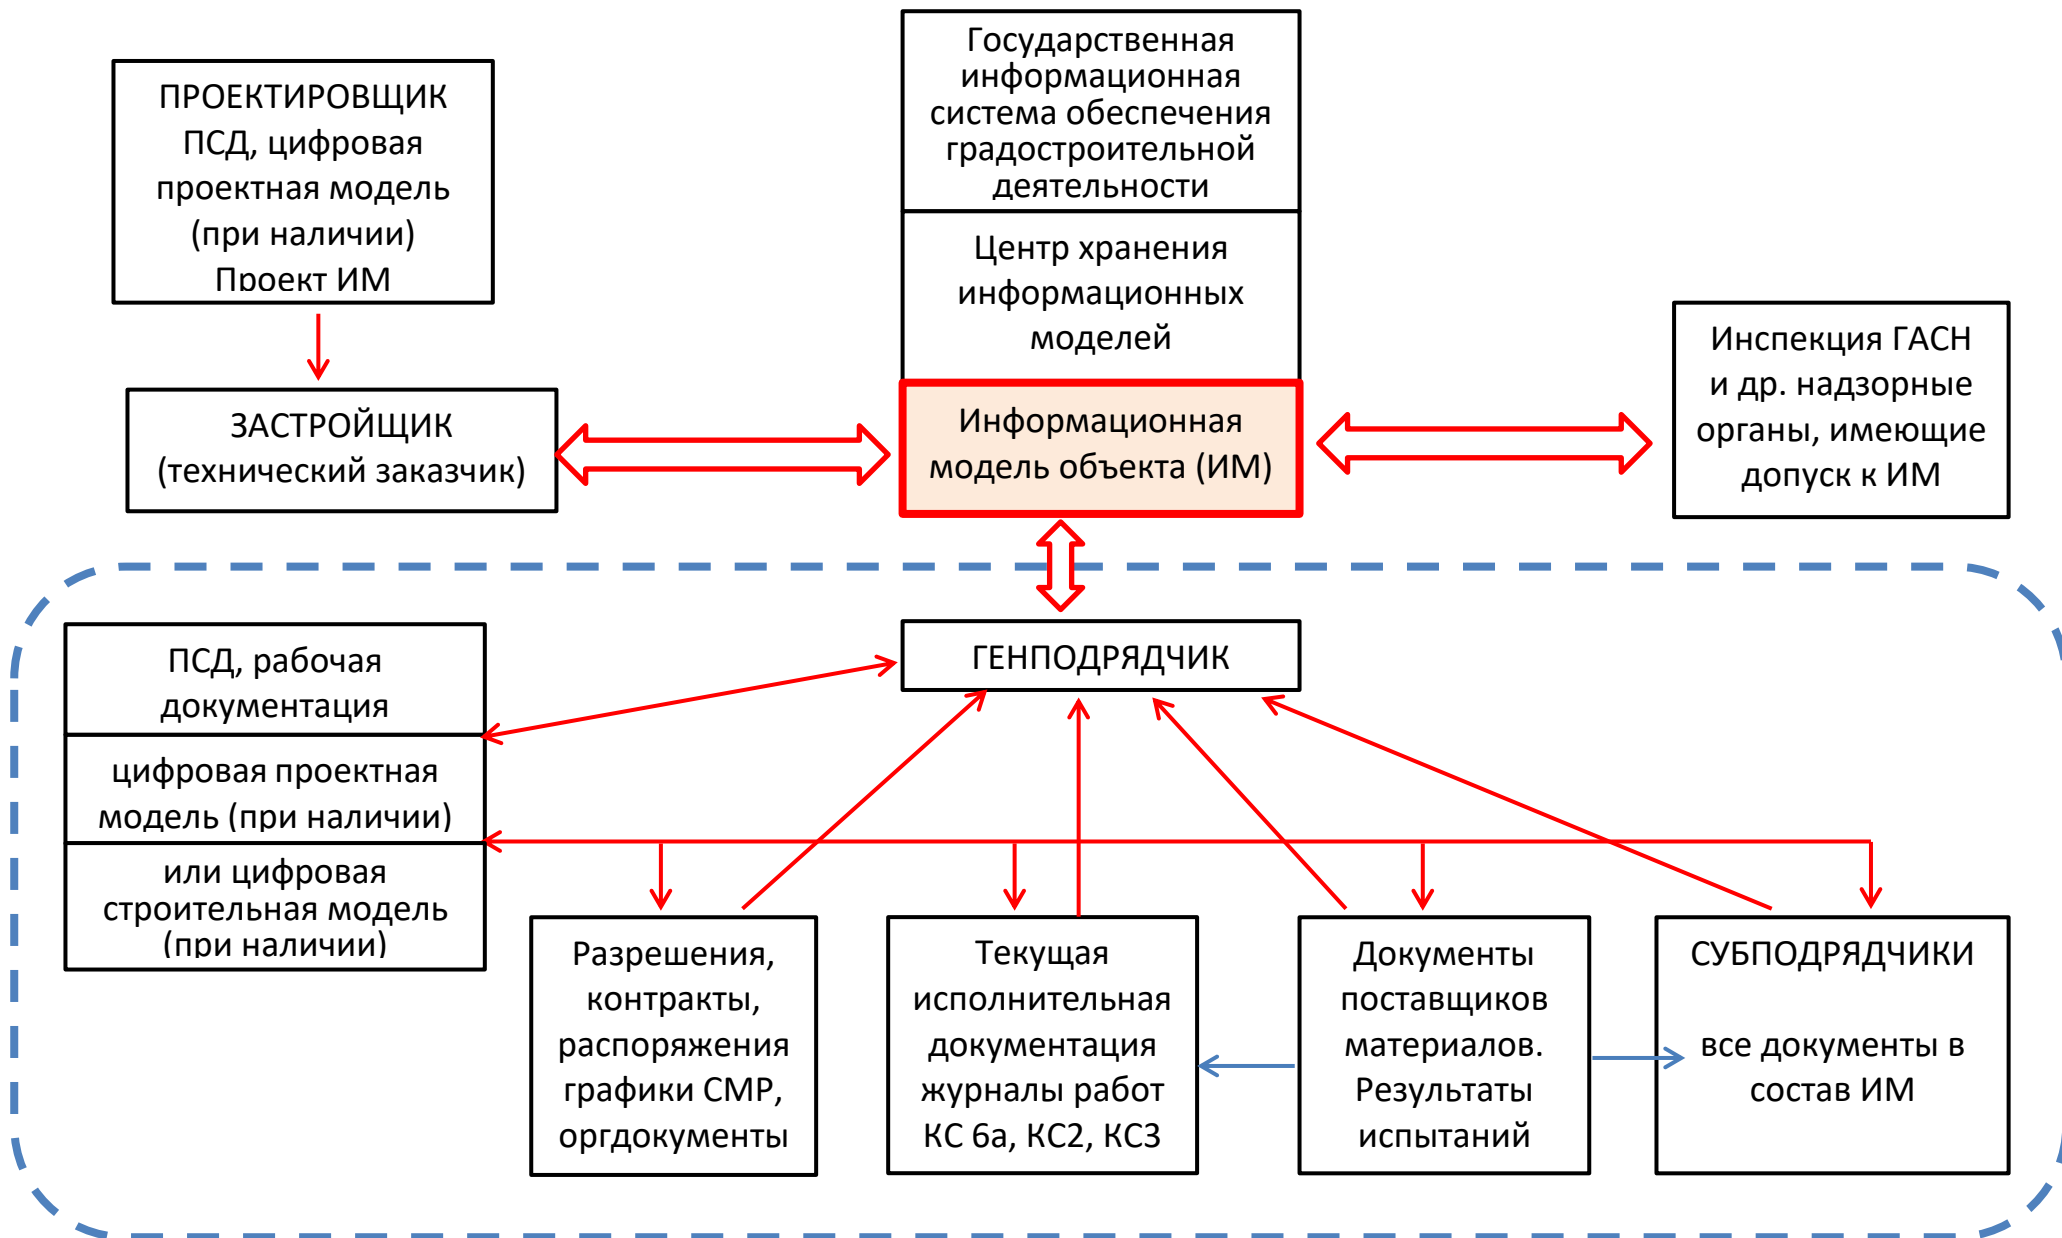 ПРОЕКТИРОВЩИК
ПСД, цифровая
проектная модель
(при наличии)
Проект ИМ
Государственная
информационная
система обеспечения
градостроительной
деятельности
Центр хранения
информационных
моделей
Информационная
модель объекта (ИМ)
ЗАСТРОЙЩИК
(технический заказчик)
Инспекция ГАСН
и др. надзорные
органы, имеющие
допуск к ИМ
ГЕНПОДРЯДЧИК
ПСД, рабочая
документация
цифровая проектная
модель (при наличии)
или цифровая
строительная модель
(при наличии)
Разрешения,
контракты,
распоряжения
графики СМР,
оргдокументы
Текущая
исполнительная
документация
журналы работ
КС 6а, КС2, КС3
Документы
поставщиков
материалов.
Результаты
испытаний
СУБПОДРЯДЧИКИ
все документы в
состав ИМ